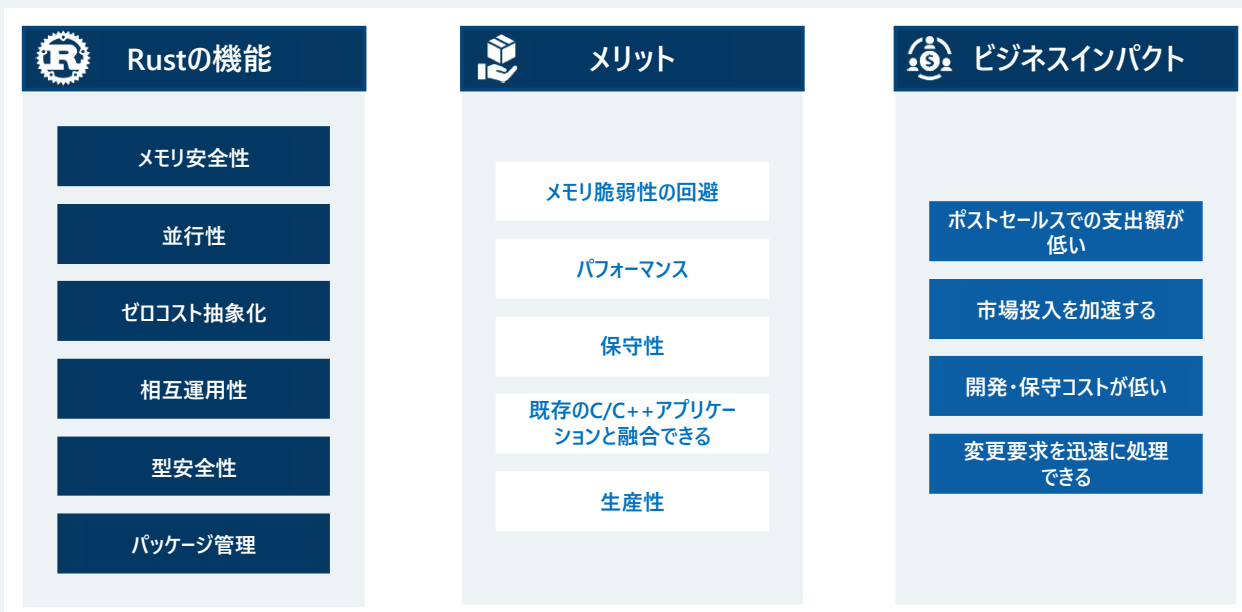 R
Rustの機能
メモリ安全性
並行性
ゼロコスト抽象化
相互運用性
型安全性
パッケージ管理
メリット
メモリ脆弱性の回避
パフォーマンス
保守性
既存のC/C++アプリケー
ションと融合できる
生産性
$
ビジネスインパクト
ポストセールスでの支出額が
低い
市場投入を加速する
開発・保守コストが低い
変更要求を迅速に処理
できる